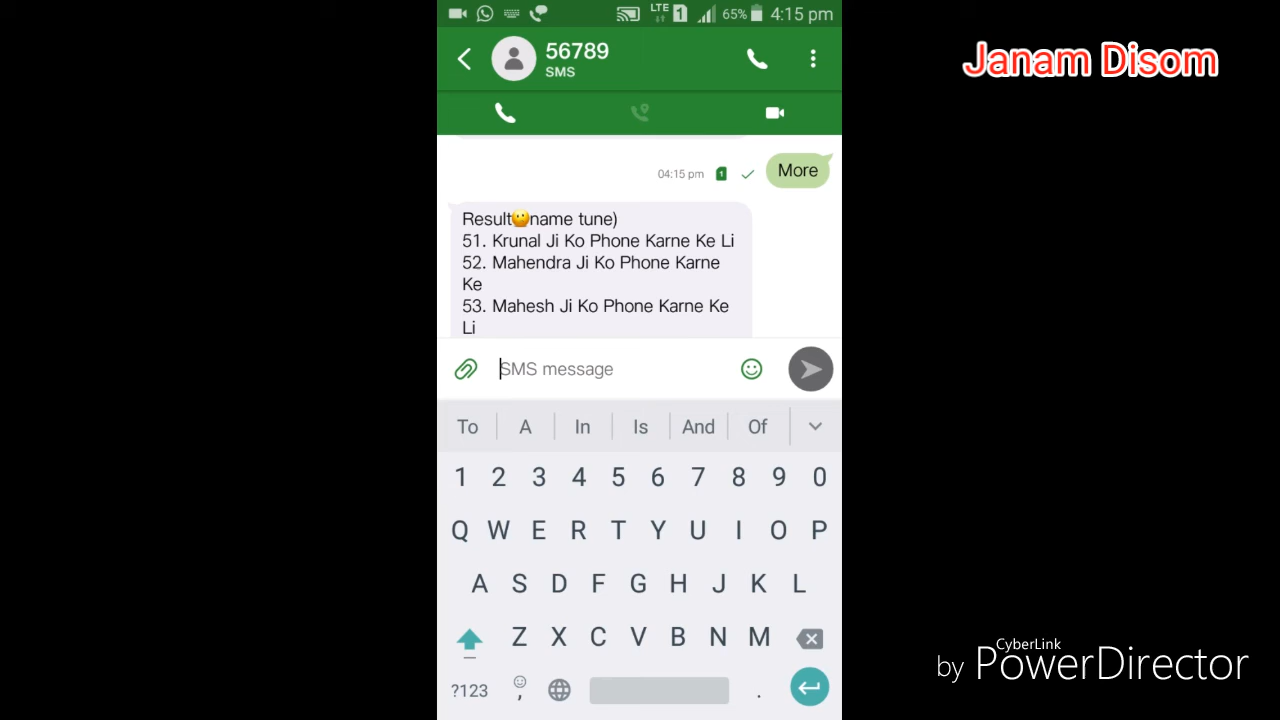 LTE 1 65% 4:15 pm
Janam Disom
56789
SMS
04:15 pm 1 More
Result🤫name tune)
51. Krunal Ji Ko Phone Karne Ke Li
52. Mahendra Ji Ko Phone Karne
Ke
53. Mahesh Ji Ko Phone Karne Ke
Li
SMS message
To A In Is And Of
1 2 3 4 5 6 7 8 9 0
Q W E R T Y U I O P
A S D F G H J K L
Z X C V B N M
?123 , .
CyberLink
by PowerDirector